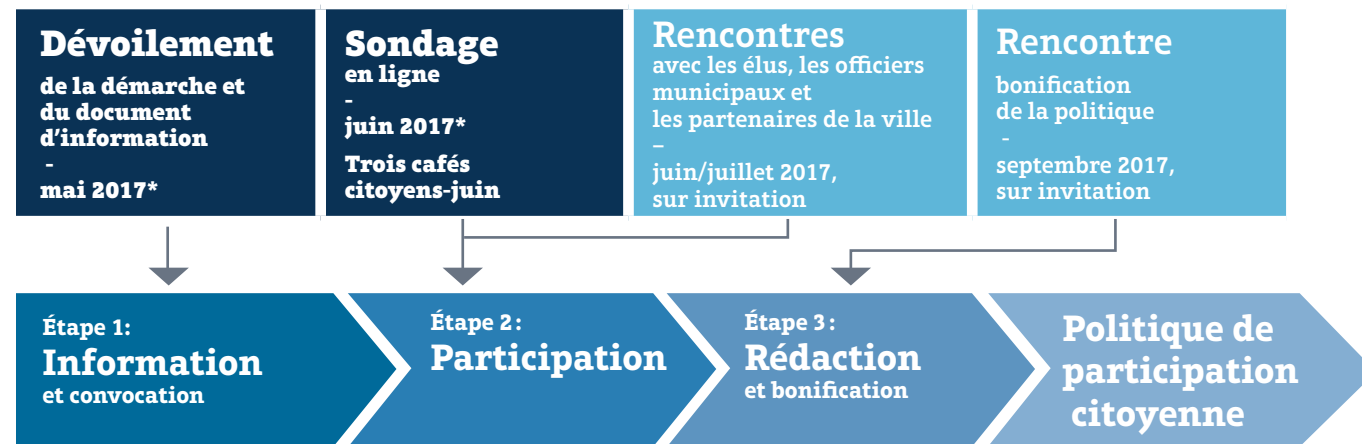 Dévoilement
de la démarche et
du document
d'information
-
mai 2017*
Sondage
en ligne
-
juin 2017*
Trois cafés
citoyens-juin
Rencontres
avec les élus, les officiers
municipaux et
les partenaires de la ville
–
juin/juillet 2017,
sur invitation
Rencontre
bonification
de la politique
-
septembre 2017,
sur invitation
Étape 1:
Information
et convocation
Étape 2 :
Participation
Étape 3 :
Rédaction
et bonification
Politique de
participation
citoyenne